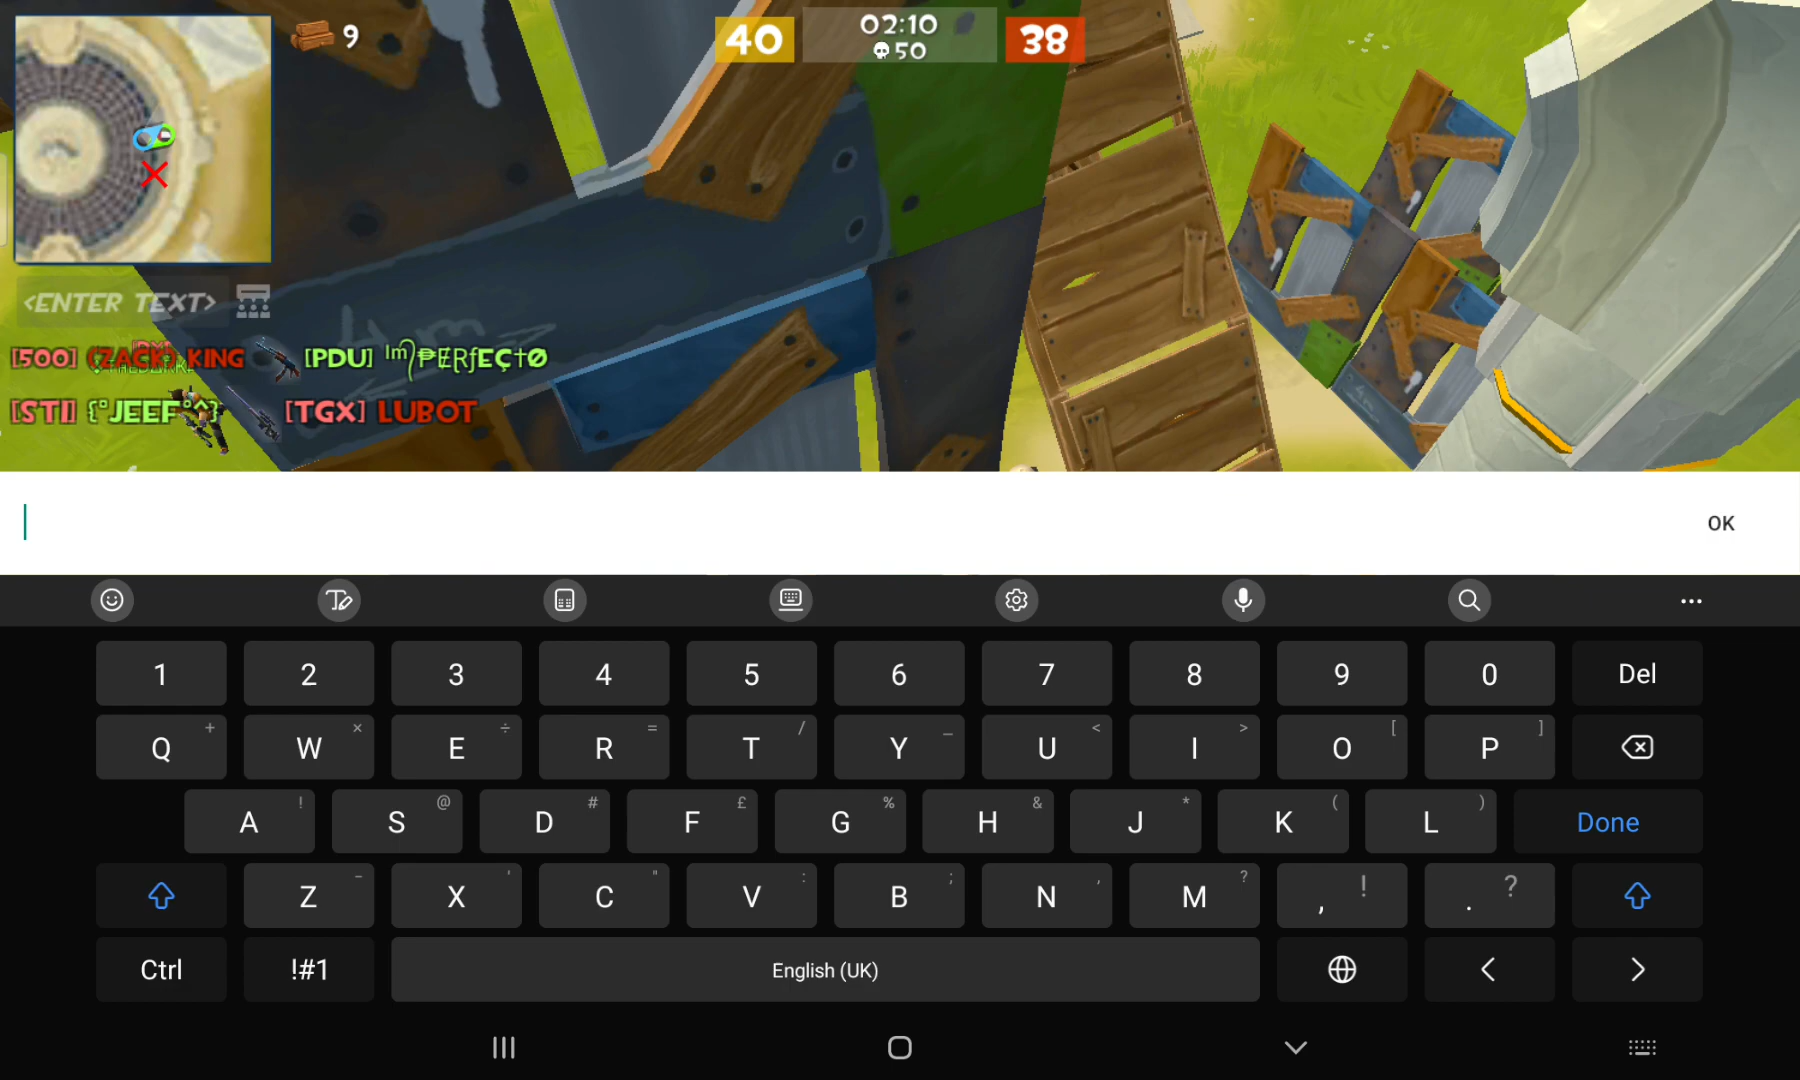 9
40 02:10 38
50
<ENTER TEXT>
[500] (ZACK) KING [PDU]
[STI] {°JEEF°^} [TGX] LUBOT
OK
1 2 3 4 5 6 7 8 9 0 Del
+ × ÷ = / _ < > [ ]
Q W E R T Y U I O P
! @ # £ % & * ( )
A S D F G H J K L Done
- ' " : ; , ? ! ?
Z X C V B N M , .
Ctrl !#1 English (UK) < >